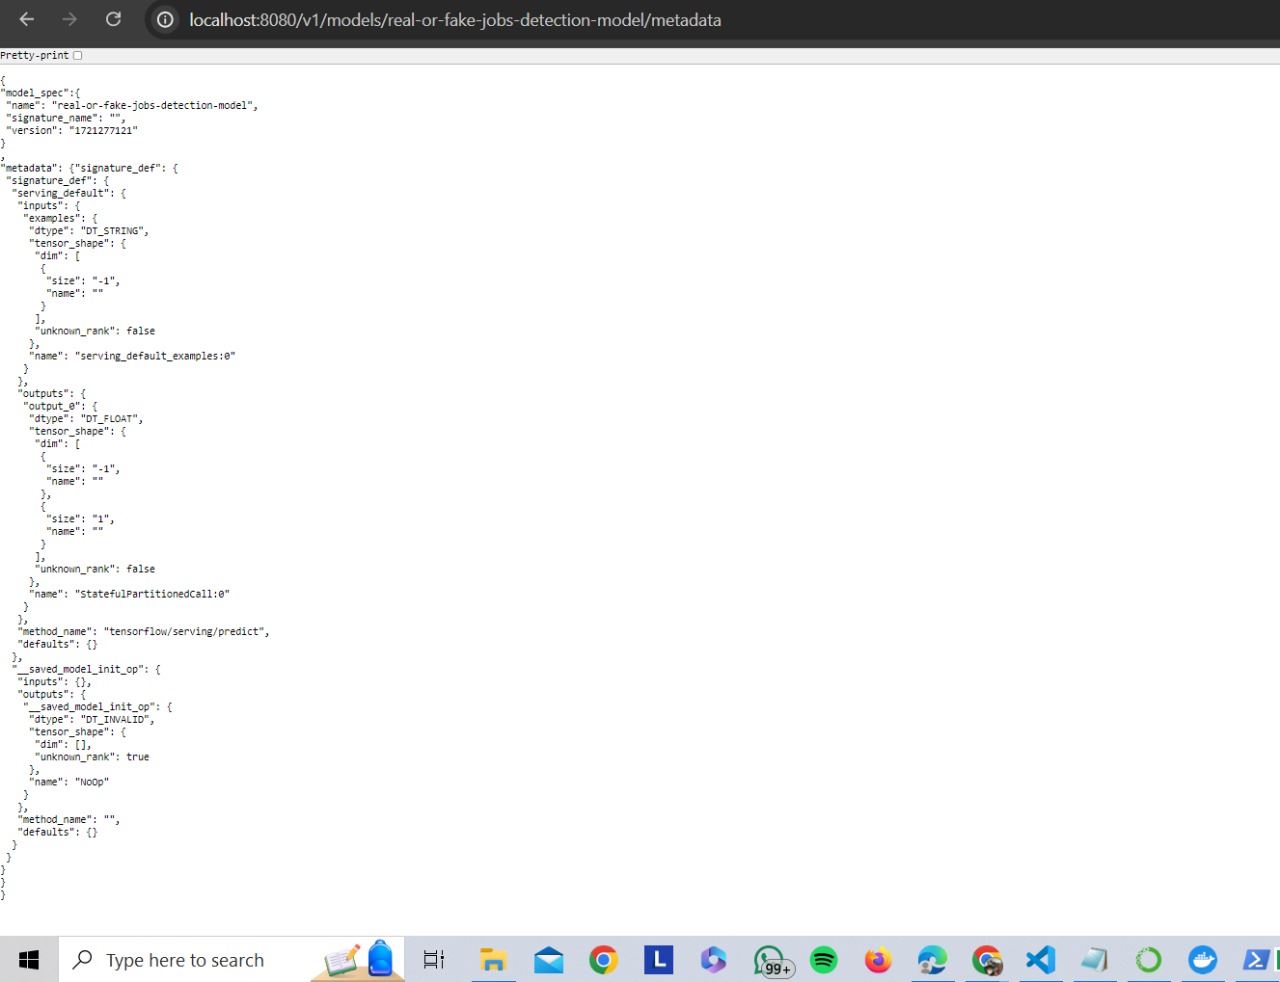 localhost:8080/v1/models/real-or-fake-jobs-detection-model/metadata
Pretty-print
{
"model_spec":{
 "name": "real-or-fake-jobs-detection-model",
 "signature_name": "",
 "version": "1721277121"
}
,
"metadata": {"signature_def": {
 "signature_def": {
  "serving_default": {
   "inputs": {
    "examples": {
     "dtype": "DT_STRING",
     "tensor_shape": {
      "dim": [
       {
        "size": "-1",
        "name": ""
       }
      ],
      "unknown_rank": false
     },
     "name": "serving_default_examples:0"
    }
   },
   "outputs": {
    "output_0": {
     "dtype": "DT_FLOAT",
     "tensor_shape": {
      "dim": [
       {
        "size": "-1",
        "name": ""
       },
       {
        "size": "1",
        "name": ""
       }
      ],
      "unknown_rank": false
     },
     "name": "StatefulPartitionedCall:0"
    }
   },
   "method_name": "tensorflow/serving/predict",
   "defaults": {}
  },
  "__saved_model_init_op": {
   "inputs": {},
   "outputs": {
    "__saved_model_init_op": {
     "dtype": "DT_INVALID",
     "tensor_shape": {
      "dim": [],
      "unknown_rank": true
     },
     "name": "NoOp"
    }
   },
   "method_name": "",
   "defaults": {}
  }
 }
}
}
}
Type here to search
L
99+